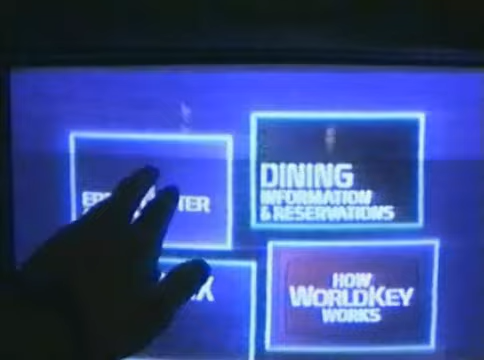 DINING
INFORMATION
& RESERVATIONS
HOW
WORLDKEY
WORKS